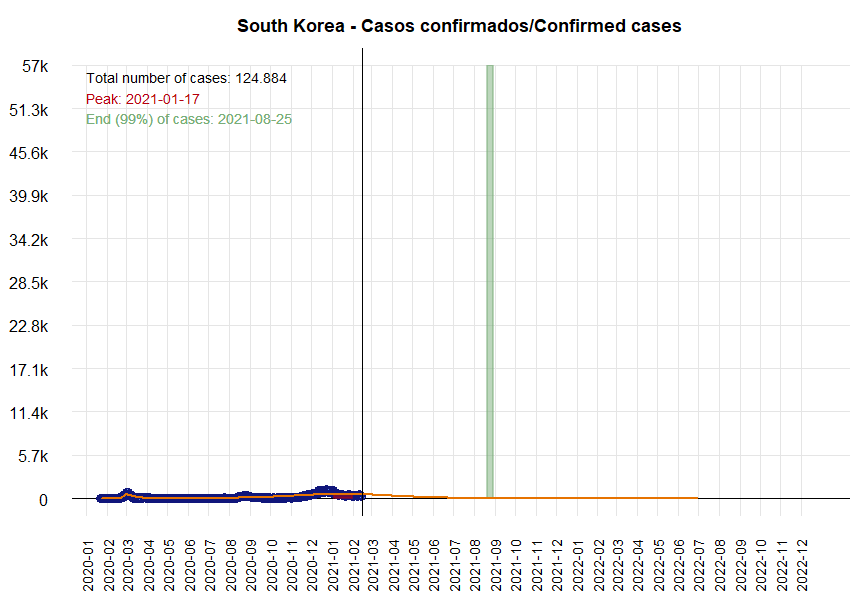 South Korea - Casos confirmados/Confirmed cases
57k
Total number of cases: 124.884
Peak: 2021-01-17
End (99%) of cases: 2021-08-25
51.3k
45.6k
39.9k
34.2k
28.5k
22.8k
17.1k
11.4k
5.7k
0
2020-01
2020-02
2020-03
2020-04
2020-05
2020-06
2020-07
2020-08
2020-09
2020-10
2020-11
2020-12
2021-01
2021-02
2021-03
2021-04
2021-05
2021-06
2021-07
2021-08
2021-09
2021-10
2021-11
2021-12
2022-01
2022-02
2022-03
2022-04
2022-05
2022-06
2022-07
2022-08
2022-09
2022-10
2022-11
2022-12